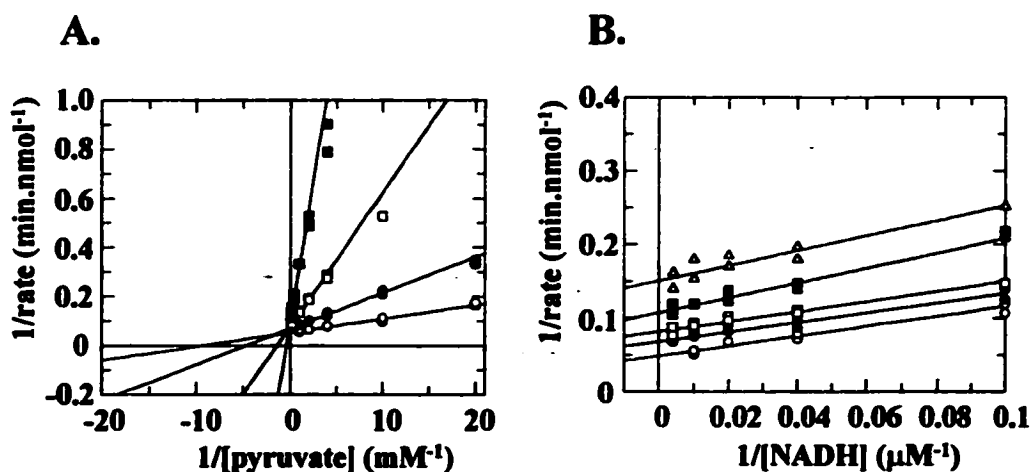 A.
B.
1/rate (min.nmol-1)
1.0
0.8
0.6
0.4
0.2
0
-0.2
-20 -10 0 10 20
1/[pyruvate] (mM-1)
1/rate (min.nmol-1)
0.4
0.3
0.2
0.1
0
0 0.02 0.04 0.06 0.08 0.1
1/[NADH] (μM-1)